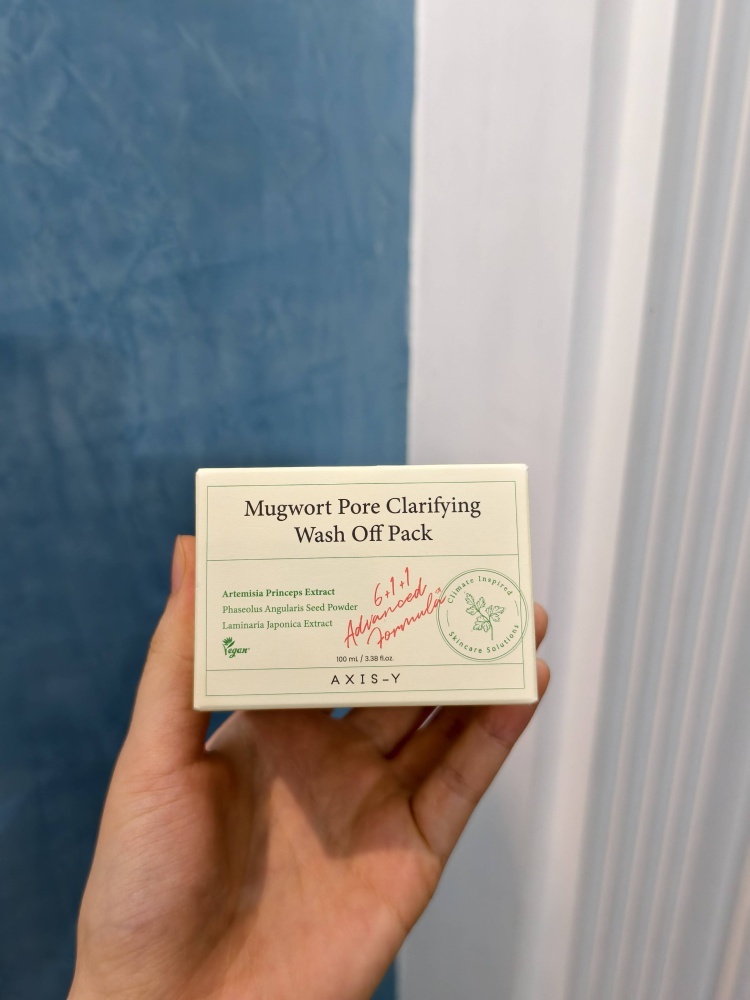 Mugwort Pore Clarifying
Wash Off Pack
Artemisia Princeps Extract
Phaseolus Angularis Seed Powder
Laminaria Japonica Extract
Vegan
6+1+1
Advanced
Formula
Climate Inspired
Skincare Solutions
100 mL / 3.38 fl.oz.
AXIS-Y